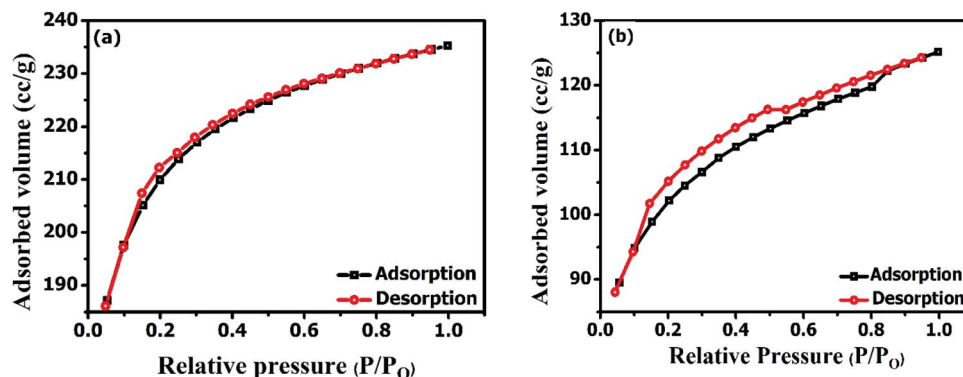 (a)
240
230
220
210
200
190
Adsorbed volume (cc/g)
0.0 0.2 0.4 0.6 0.8 1.0
Relative pressure (P/P_O)
Adsorption
Desorption
(b)
130
120
110
100
90
Adsorbed volume (cc/g)
0.0 0.2 0.4 0.6 0.8 1.0
Relative Pressure (P/P_O)
Adsorption
Desorption